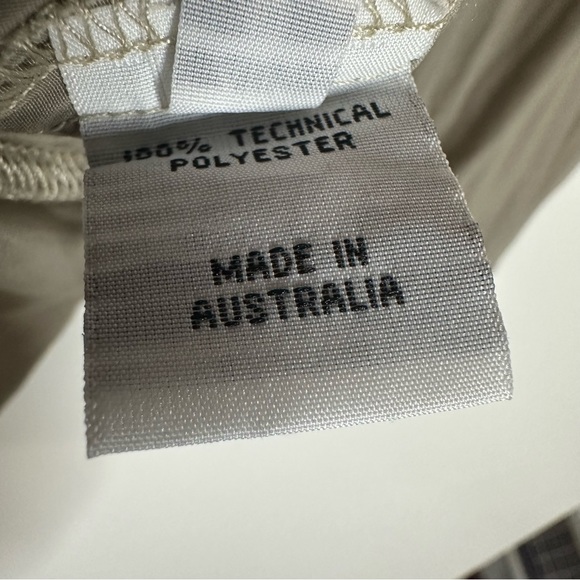 100% TECHNICAL
POLYESTER
MADE IN
AUSTRALIA